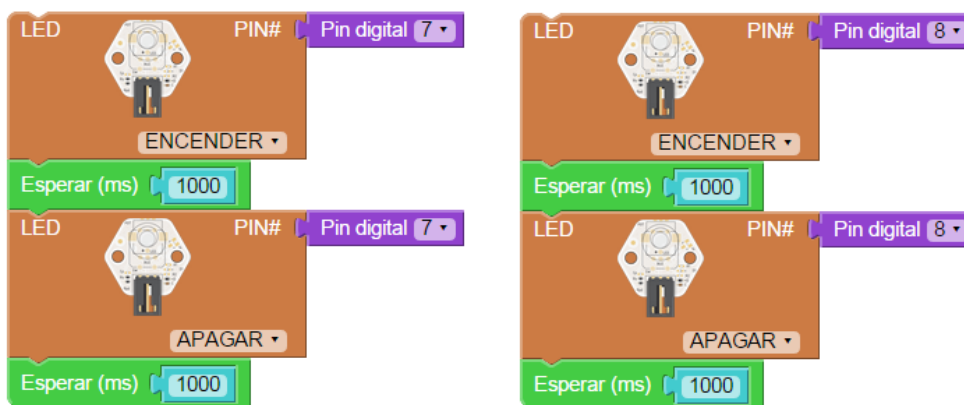 LED PIN# Pin digital 7
ENCENDER
Esperar (ms) 1000
LED PIN# Pin digital 7
APAGAR
Esperar (ms) 1000
LED PIN# Pin digital 8
ENCENDER
Esperar (ms) 1000
LED PIN# Pin digital 8
APAGAR
Esperar (ms) 1000